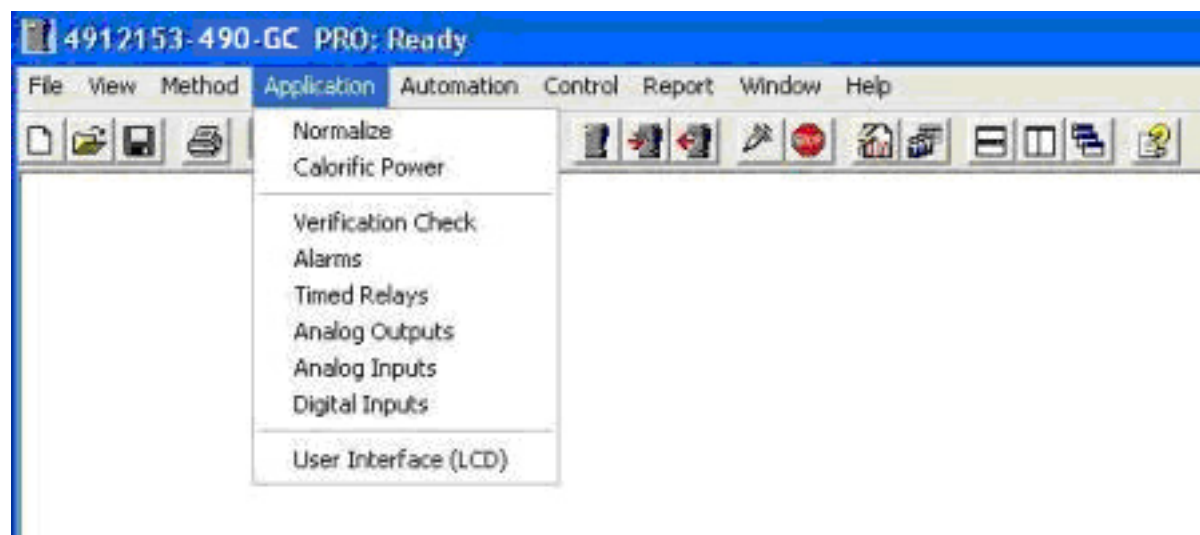 4912153-490-GC PRO: Ready
File View Method Application Automation Control Report Window Help
Normalize
Calorific Power
Verification Check
Alarms
Timed Relays
Analog Outputs
Analog Inputs
Digital Inputs
User Interface (LCD)